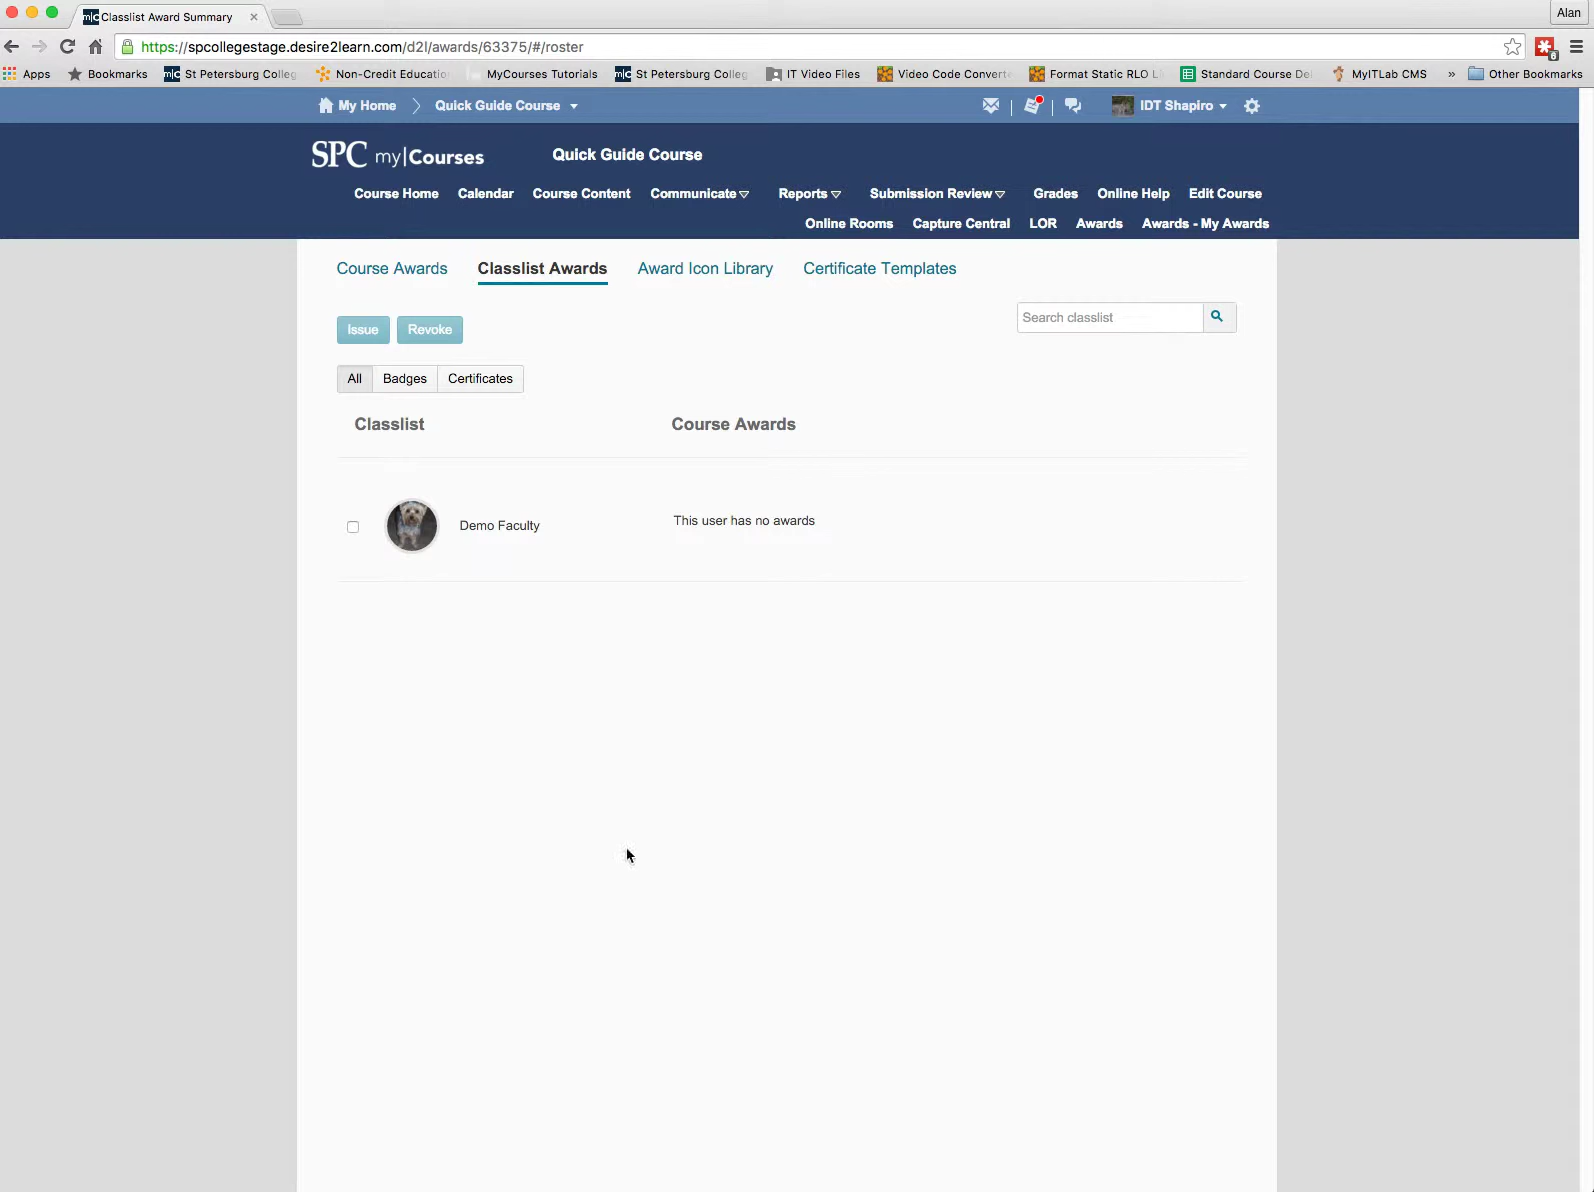 Classlist Award Summary
Alan
https://spcollegestage.desire2learn.com/d2l/awards/63375/#/roster
Apps Bookmarks St Petersburg Colleg Non-Credit Educatio MyCourses Tutorials St Petersburg Colleg IT Video Files Video Code Converte Format Static RLO Li Standard Course De MyITLab CMS » Other Bookmarks
My Home Quick Guide Course IDT Shapiro
SPC my|Courses Quick Guide Course
Course Home Calendar Course Content Communicate Reports Submission Review Grades Online Help Edit Course
Online Rooms Capture Central LOR Awards Awards - My Awards
Course Awards Classlist Awards Award Icon Library Certificate Templates
Search classlist
Issue Revoke
All Badges Certificates
Classlist Course Awards
Demo Faculty This user has no awards